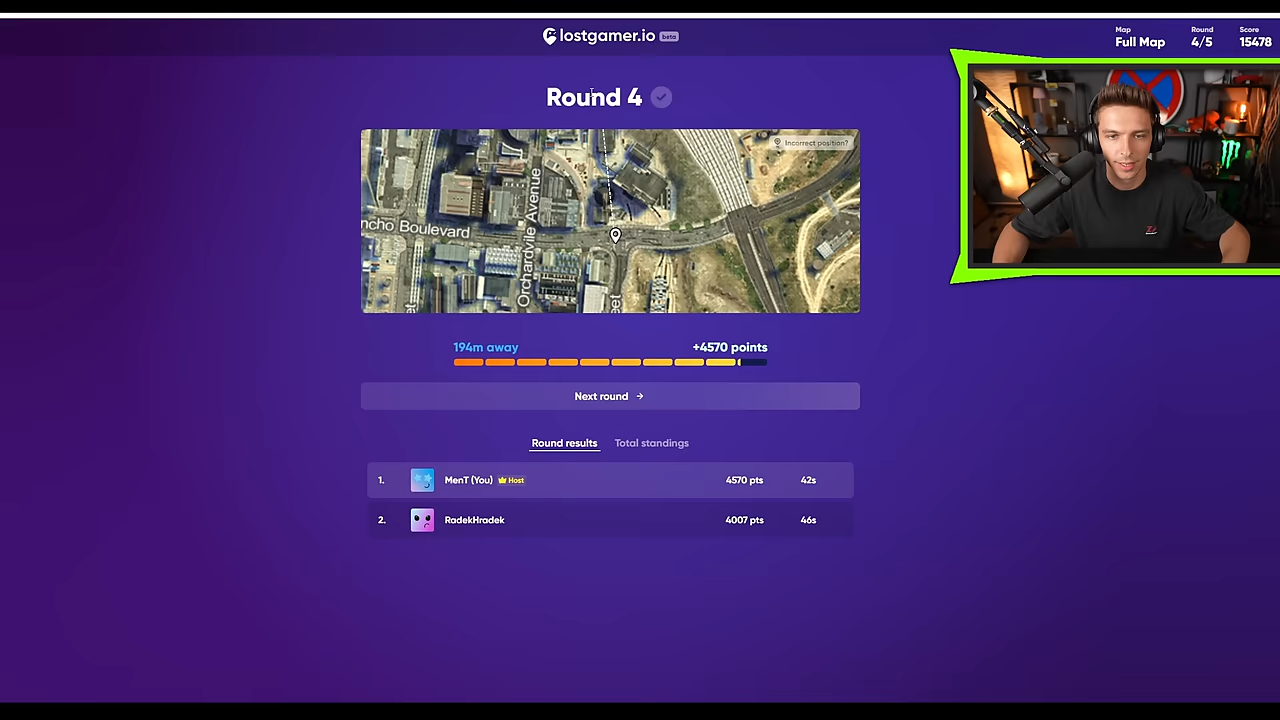 lostgamer.io beta
Map
Full Map
Round
4/5
Score
15478
Round 4
Incorrect position?
ncho Boulevard
Orchardville Avenue
et
eet
194m away
+4570 points
Next round →
Round results
Total standings
1. MenT (You) Host 4570 pts 42s
2. RadekHradek 4007 pts 46s